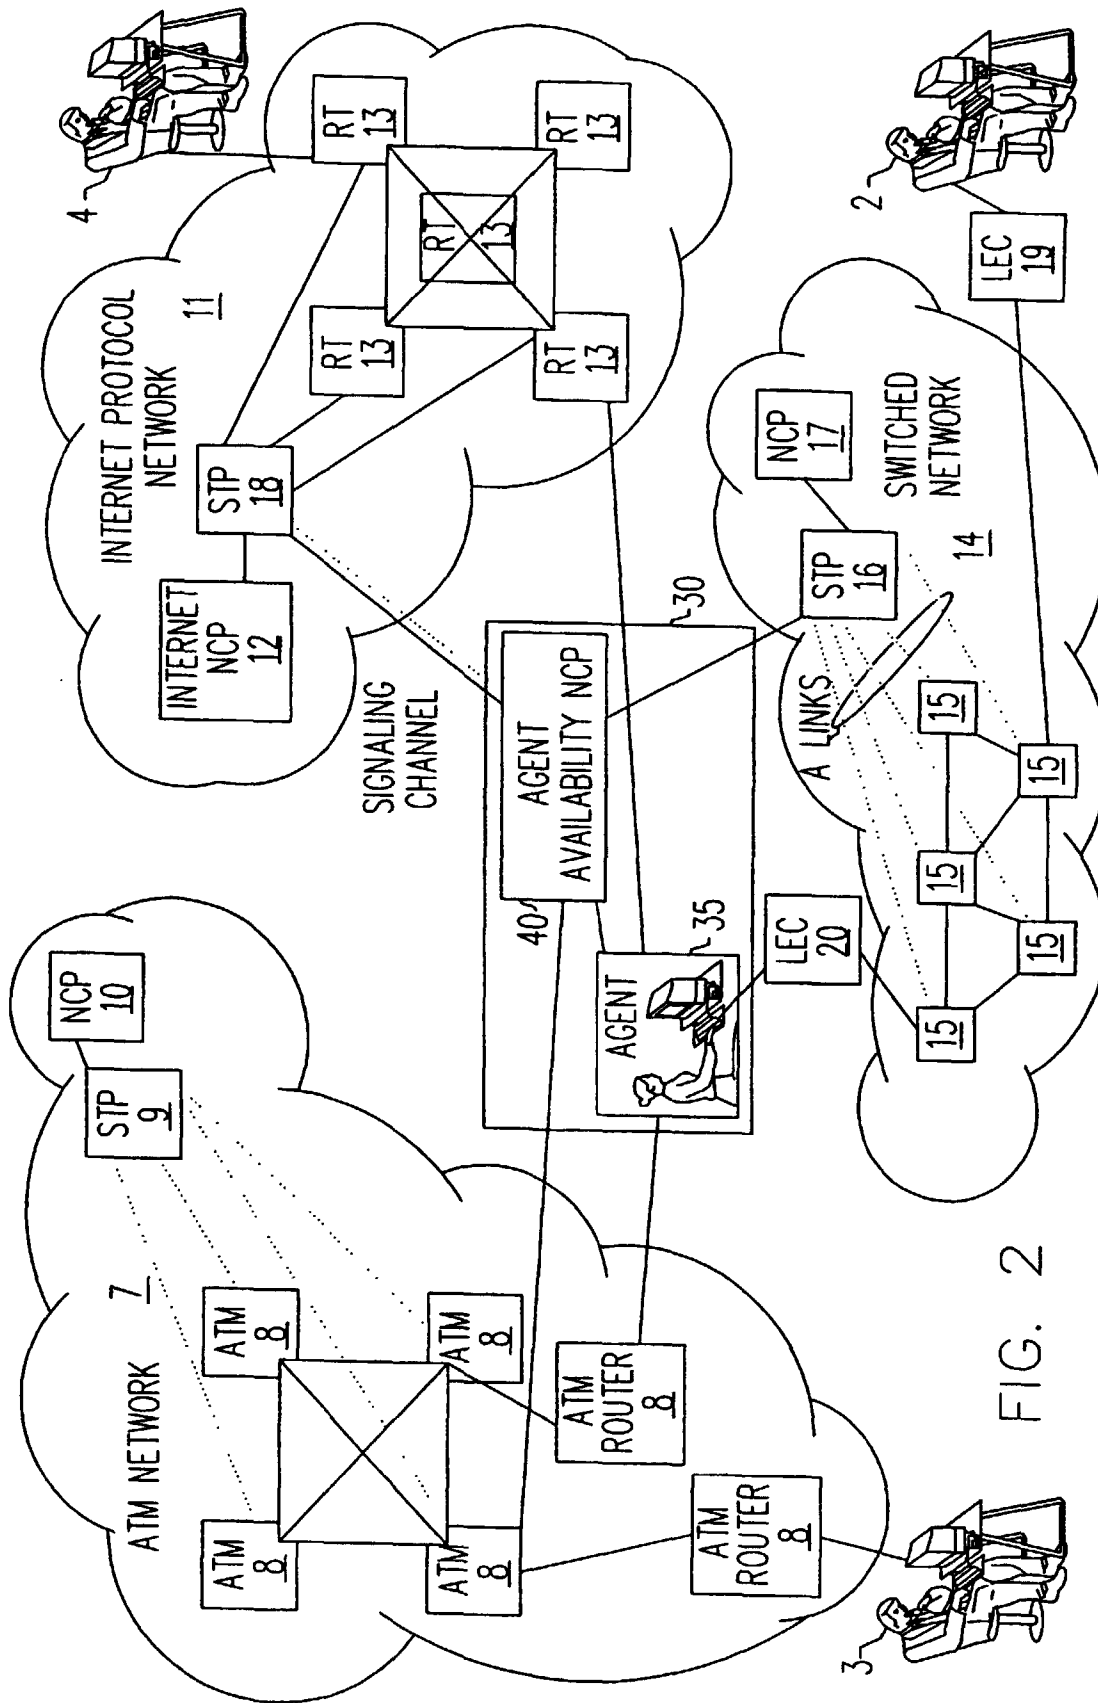 ATM NETWORK
7
NCP
10
STP
9
ATM
8
ATM
8
ATM
8
ATM
8
ATM
ROUTER
8
ATM
ROUTER
8
3
INTERNET PROTOCOL
NETWORK
11
INTERNET
NCP
12
STP
18
RT
13
RT
13
RT
13
RT
13
RT
13
4
SIGNALING
CHANNEL
AGENT
AVAILABILITY NCP
40
30
AGENT
35
LEC
20
SWITCHED
NETWORK
14
NCP
17
STP
16
A LINKS
15
15
15
15
15
LEC
19
2
FIG. 2